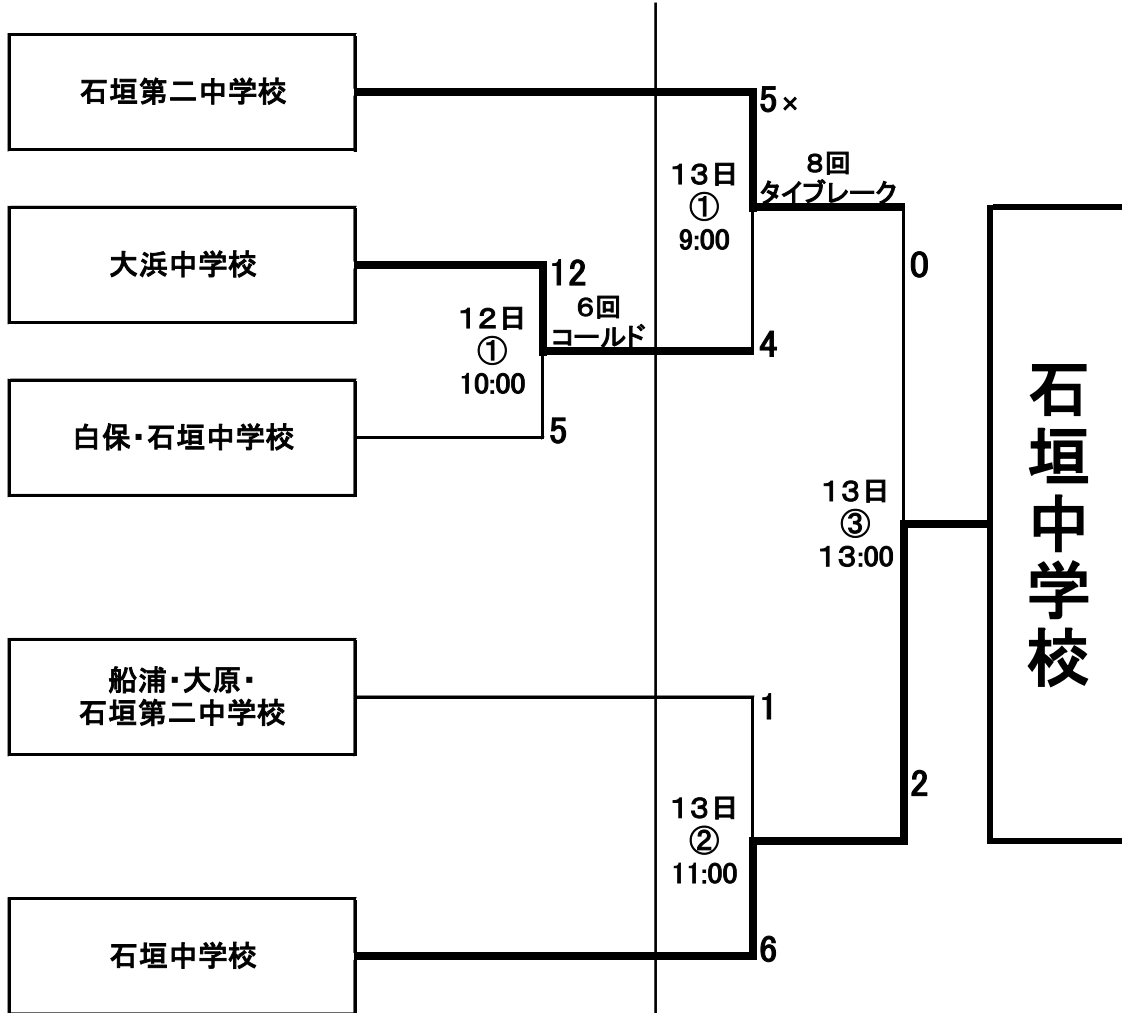 石垣第二中学校
5×
13日
①
9:00
8回
タイブレーク
大浜中学校
12
12日
①
10:00
6回
コールド
4
0
白保・石垣中学校
5
13日
③
13:00
石垣中学校
船浦・大原・
石垣第二中学校
1
13日
②
11:00
2
石垣中学校
6